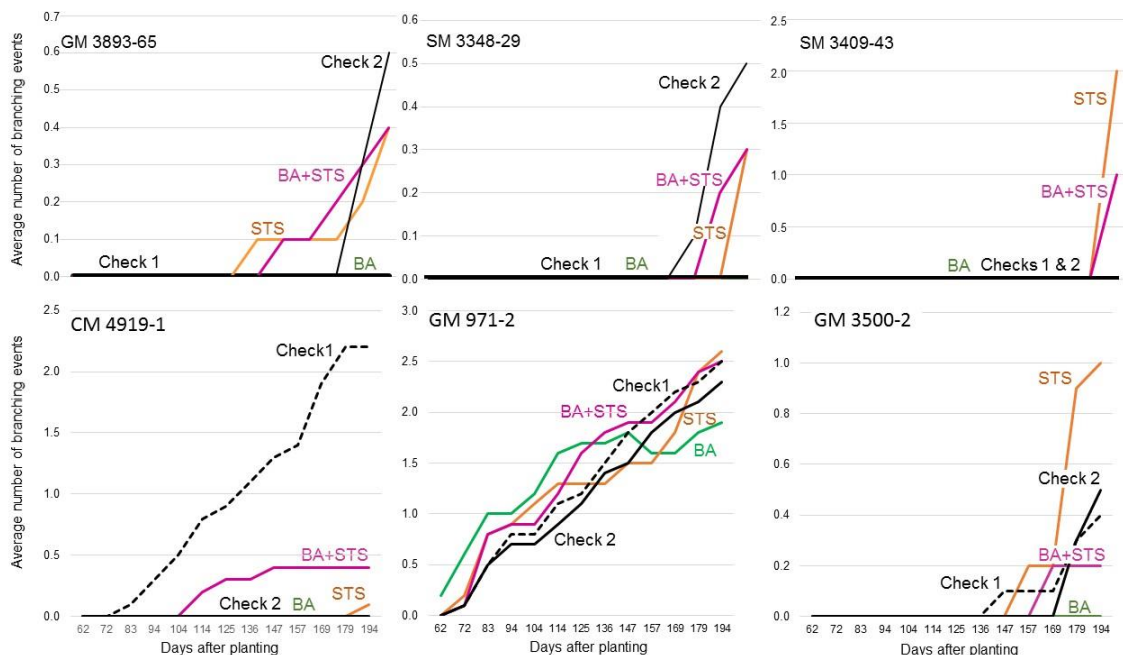 Average number of branching events
GM 3893-65
0.7
0.6
0.5
0.4
0.3
0.2
0.1
0.0
Check 2
BA+STS
STS
Check 1
BA
SM 3348-29
0.6
0.5
0.4
0.3
0.2
0.1
0.0
Check 2
BA+STS
STS
Check 1
BA
SM 3409-43
2.5
2.0
1.5
1.0
0.5
0.0
STS
BA+STS
BA
Checks 1 & 2
Average number of branching events
CM 4919-1
2.5
2.0
1.5
1.0
0.5
0.0
Check1
BA+STS
STS
Check 2
BA
62 72 83 94 104 114 125 136 147 157 169 179 194
Days after planting
GM 971-2
3.0
2.5
2.0
1.5
1.0
0.5
0.0
Check1
BA+STS
STS
BA
Check 2
62 72 83 94 104 114 125 136 147 157 169 179 194
Days after planting
GM 3500-2
1.2
1.0
0.8
0.6
0.4
0.2
0.0
STS
Check 2
BA+STS
Check 1
BA
62 72 83 94 104 114 125 136 147 157 169 179 194
Days after planting